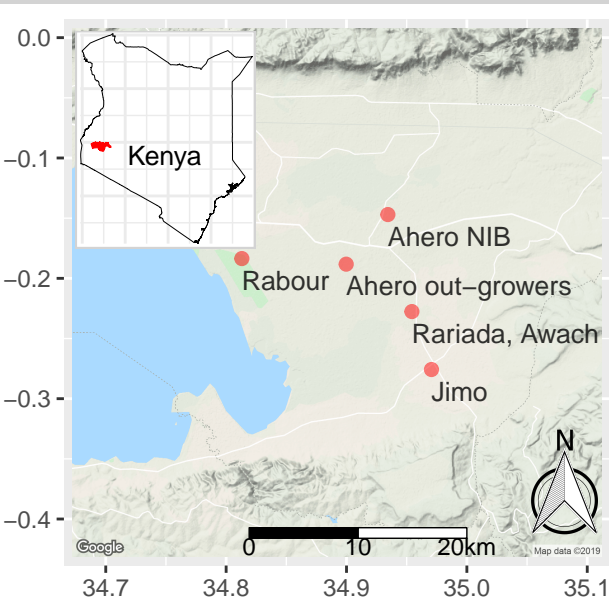 0.0
−0.1
−0.2
−0.3
−0.4
Kenya
Ahero NIB
Rabour
Ahero out−growers
Rariada, Awach
Jimo
N
0 10 20km
Google
Map data ©2019
34.7 34.8 34.9 35.0 35.1